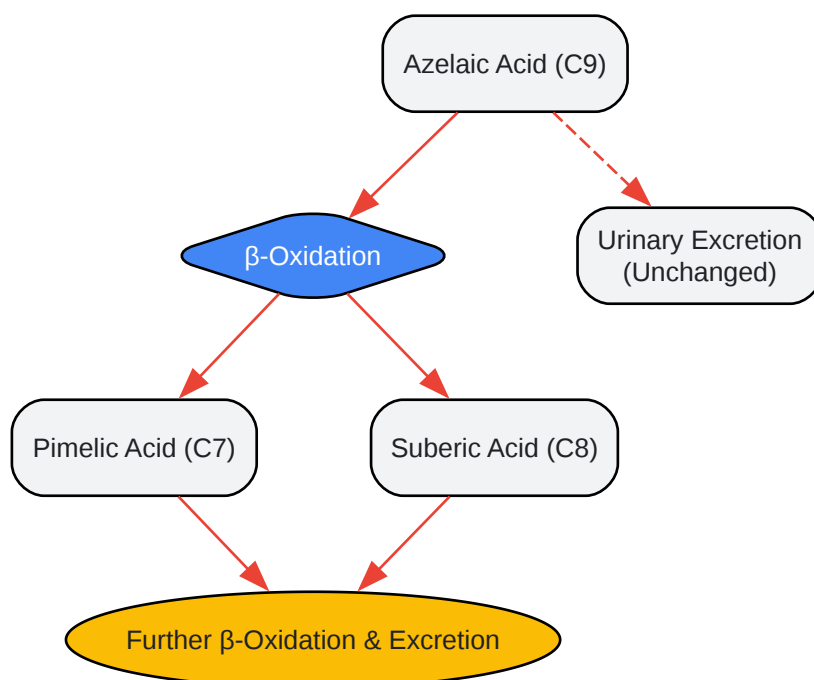 Azelaic Acid (C9)
Urinary Excretion
(Unchanged)
β-Oxidation
Pimelic Acid (C7)
Suberic Acid (C8)
Further β-Oxidation & Excretion